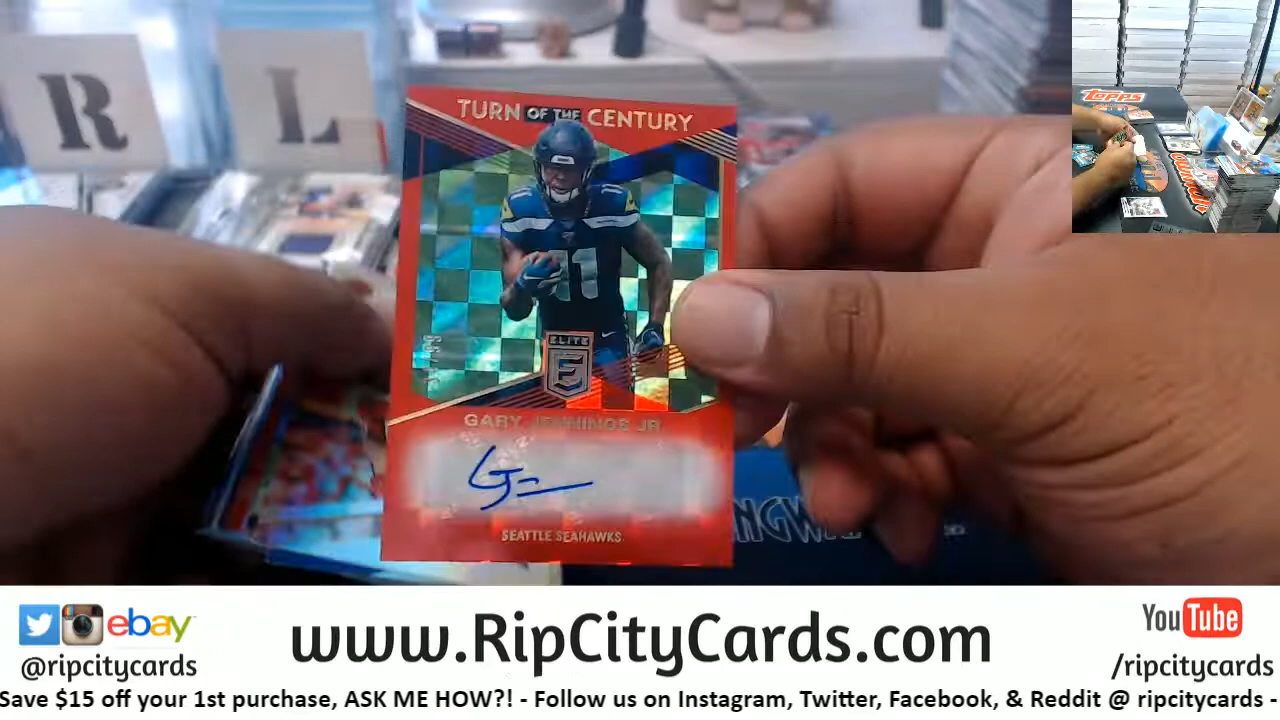 R L
TURN OF THE CENTURY
11
ELITE
E
GARY JENNINGS JR
GJ
SEATTLE SEAHAWKS
topps
ebay
@ripcitycards
www.RipCityCards.com
YouTube
/ripcitycards
Save $15 off your 1st purchase, ASK ME HOW?! - Follow us on Instagram, Twitter, Facebook, & Reddit @ ripcitycards -